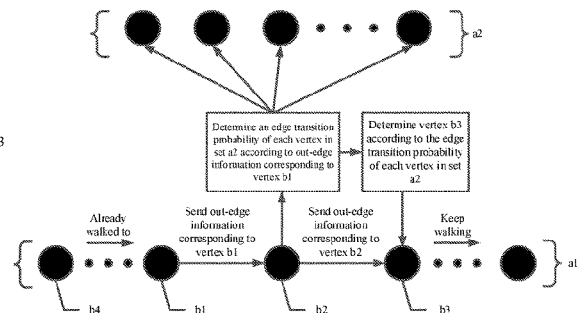 a2
3
Determine an edge transition
probability of each vertex in
set a2 according to out-edge
information corresponding to
vertex b1
Determine vertex b3
according to the edge
transition probability
of each vertex in set
a2
Already
walked to
Send out-edge
information
corresponding to
vertex b1
Send out-edge
information
corresponding to
vertex b2
Keep
walking
a1
b4
b1
b2
b3